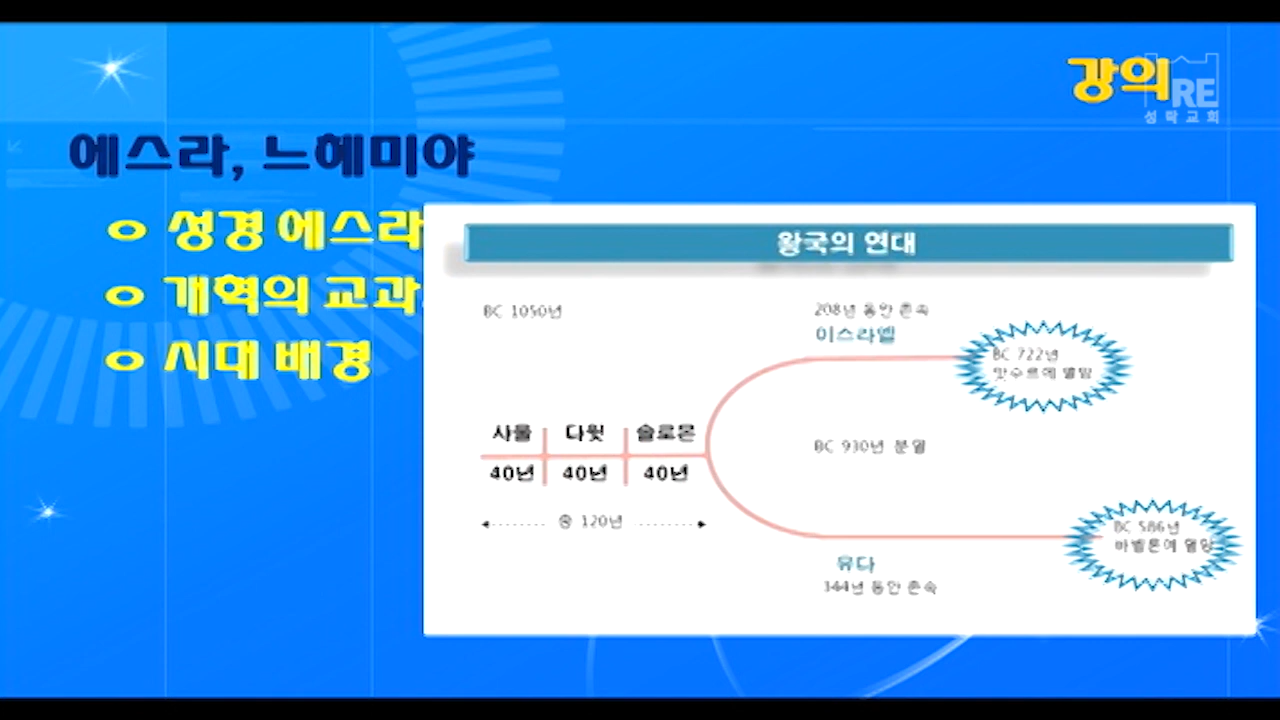 강의
RE
성락교회
에스라, 느헤미야
성경 에스라
개혁의 교과
시대 배경
왕국의 연대
BC 1050년
208년 동안 존속
이스라엘
BC 722년
앗수르에 멸망
사울 다윗 솔로몬
40년 40년 40년
BC 930년 분열
총 120년
BC 586년
바벨론에 멸망
유다
344년 동안 존속